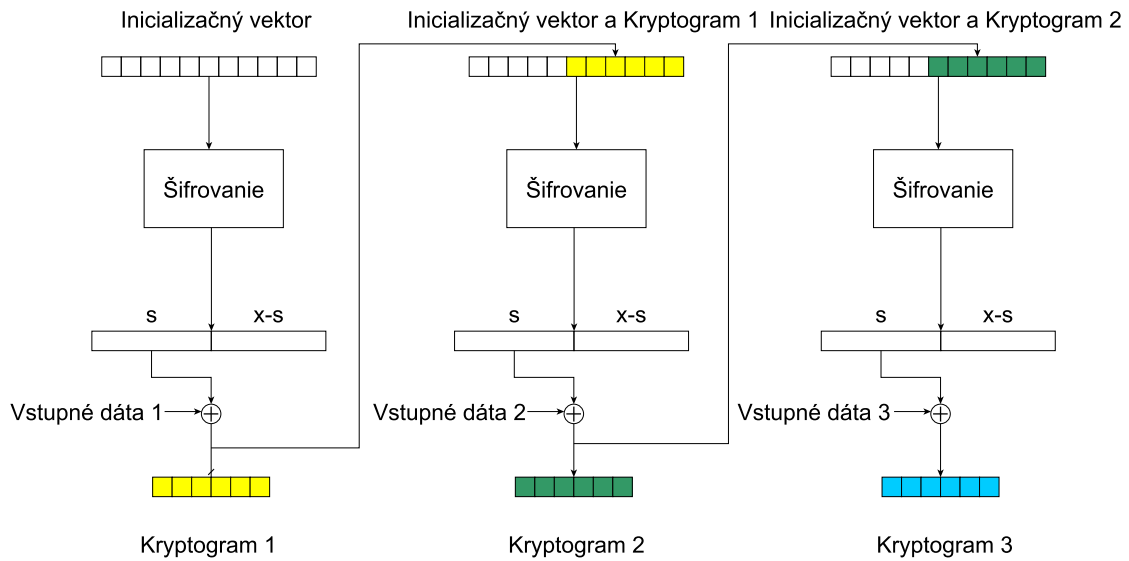 Inicializačný vektor
Inicializačný vektor a Kryptogram 1
Inicializačný vektor a Kryptogram 2
Šifrovanie
Šifrovanie
Šifrovanie
s
x-s
s
x-s
s
x-s
Vstupné dáta 1
Vstupné dáta 2
Vstupné dáta 3
Kryptogram 1
Kryptogram 2
Kryptogram 3